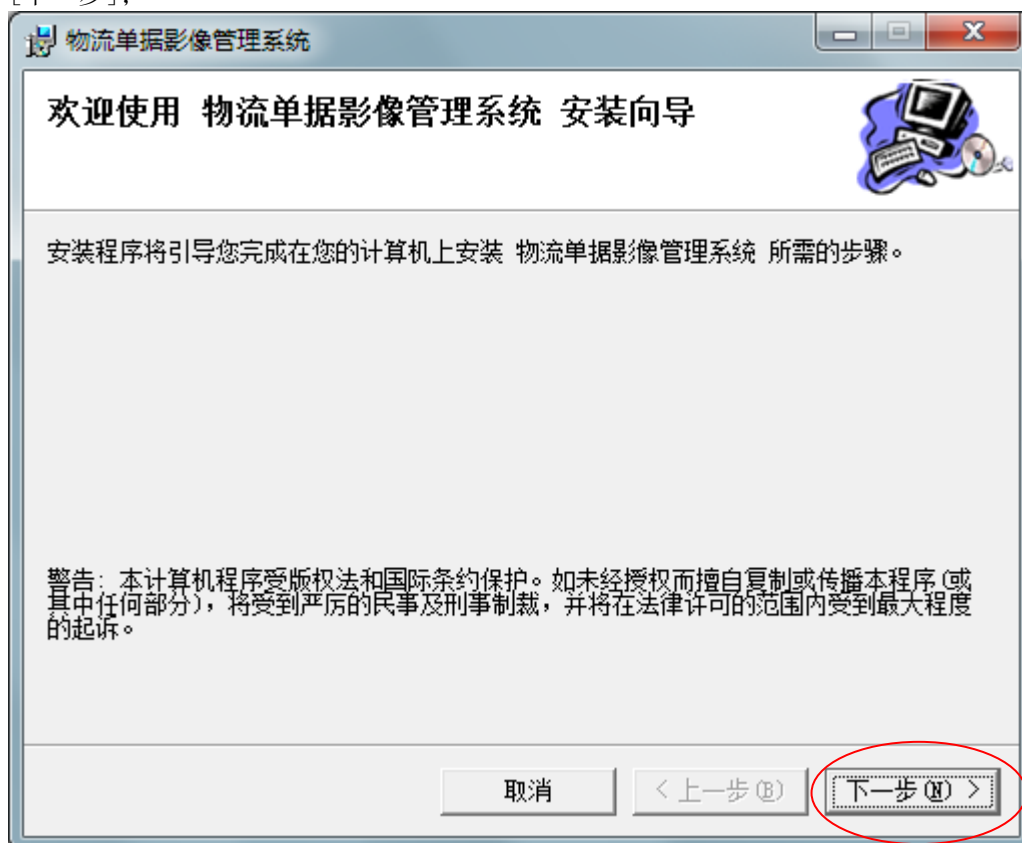 [下一步],
物流单据影像管理系统
欢迎使用 物流单据影像管理系统 安装向导
安装程序将引导您完成在您的计算机上安装 物流单据影像管理系统 所需的步骤。
警告: 本计算机程序受版权法和国际条约保护。如未经授权而擅自复制或传播本程序(或
其中任何部分)，将受到严厉的民事及刑事制裁，并将在法律许可的范围内受到最大程度
的起诉。
取消
< 上一步(B)
下一步(N) >